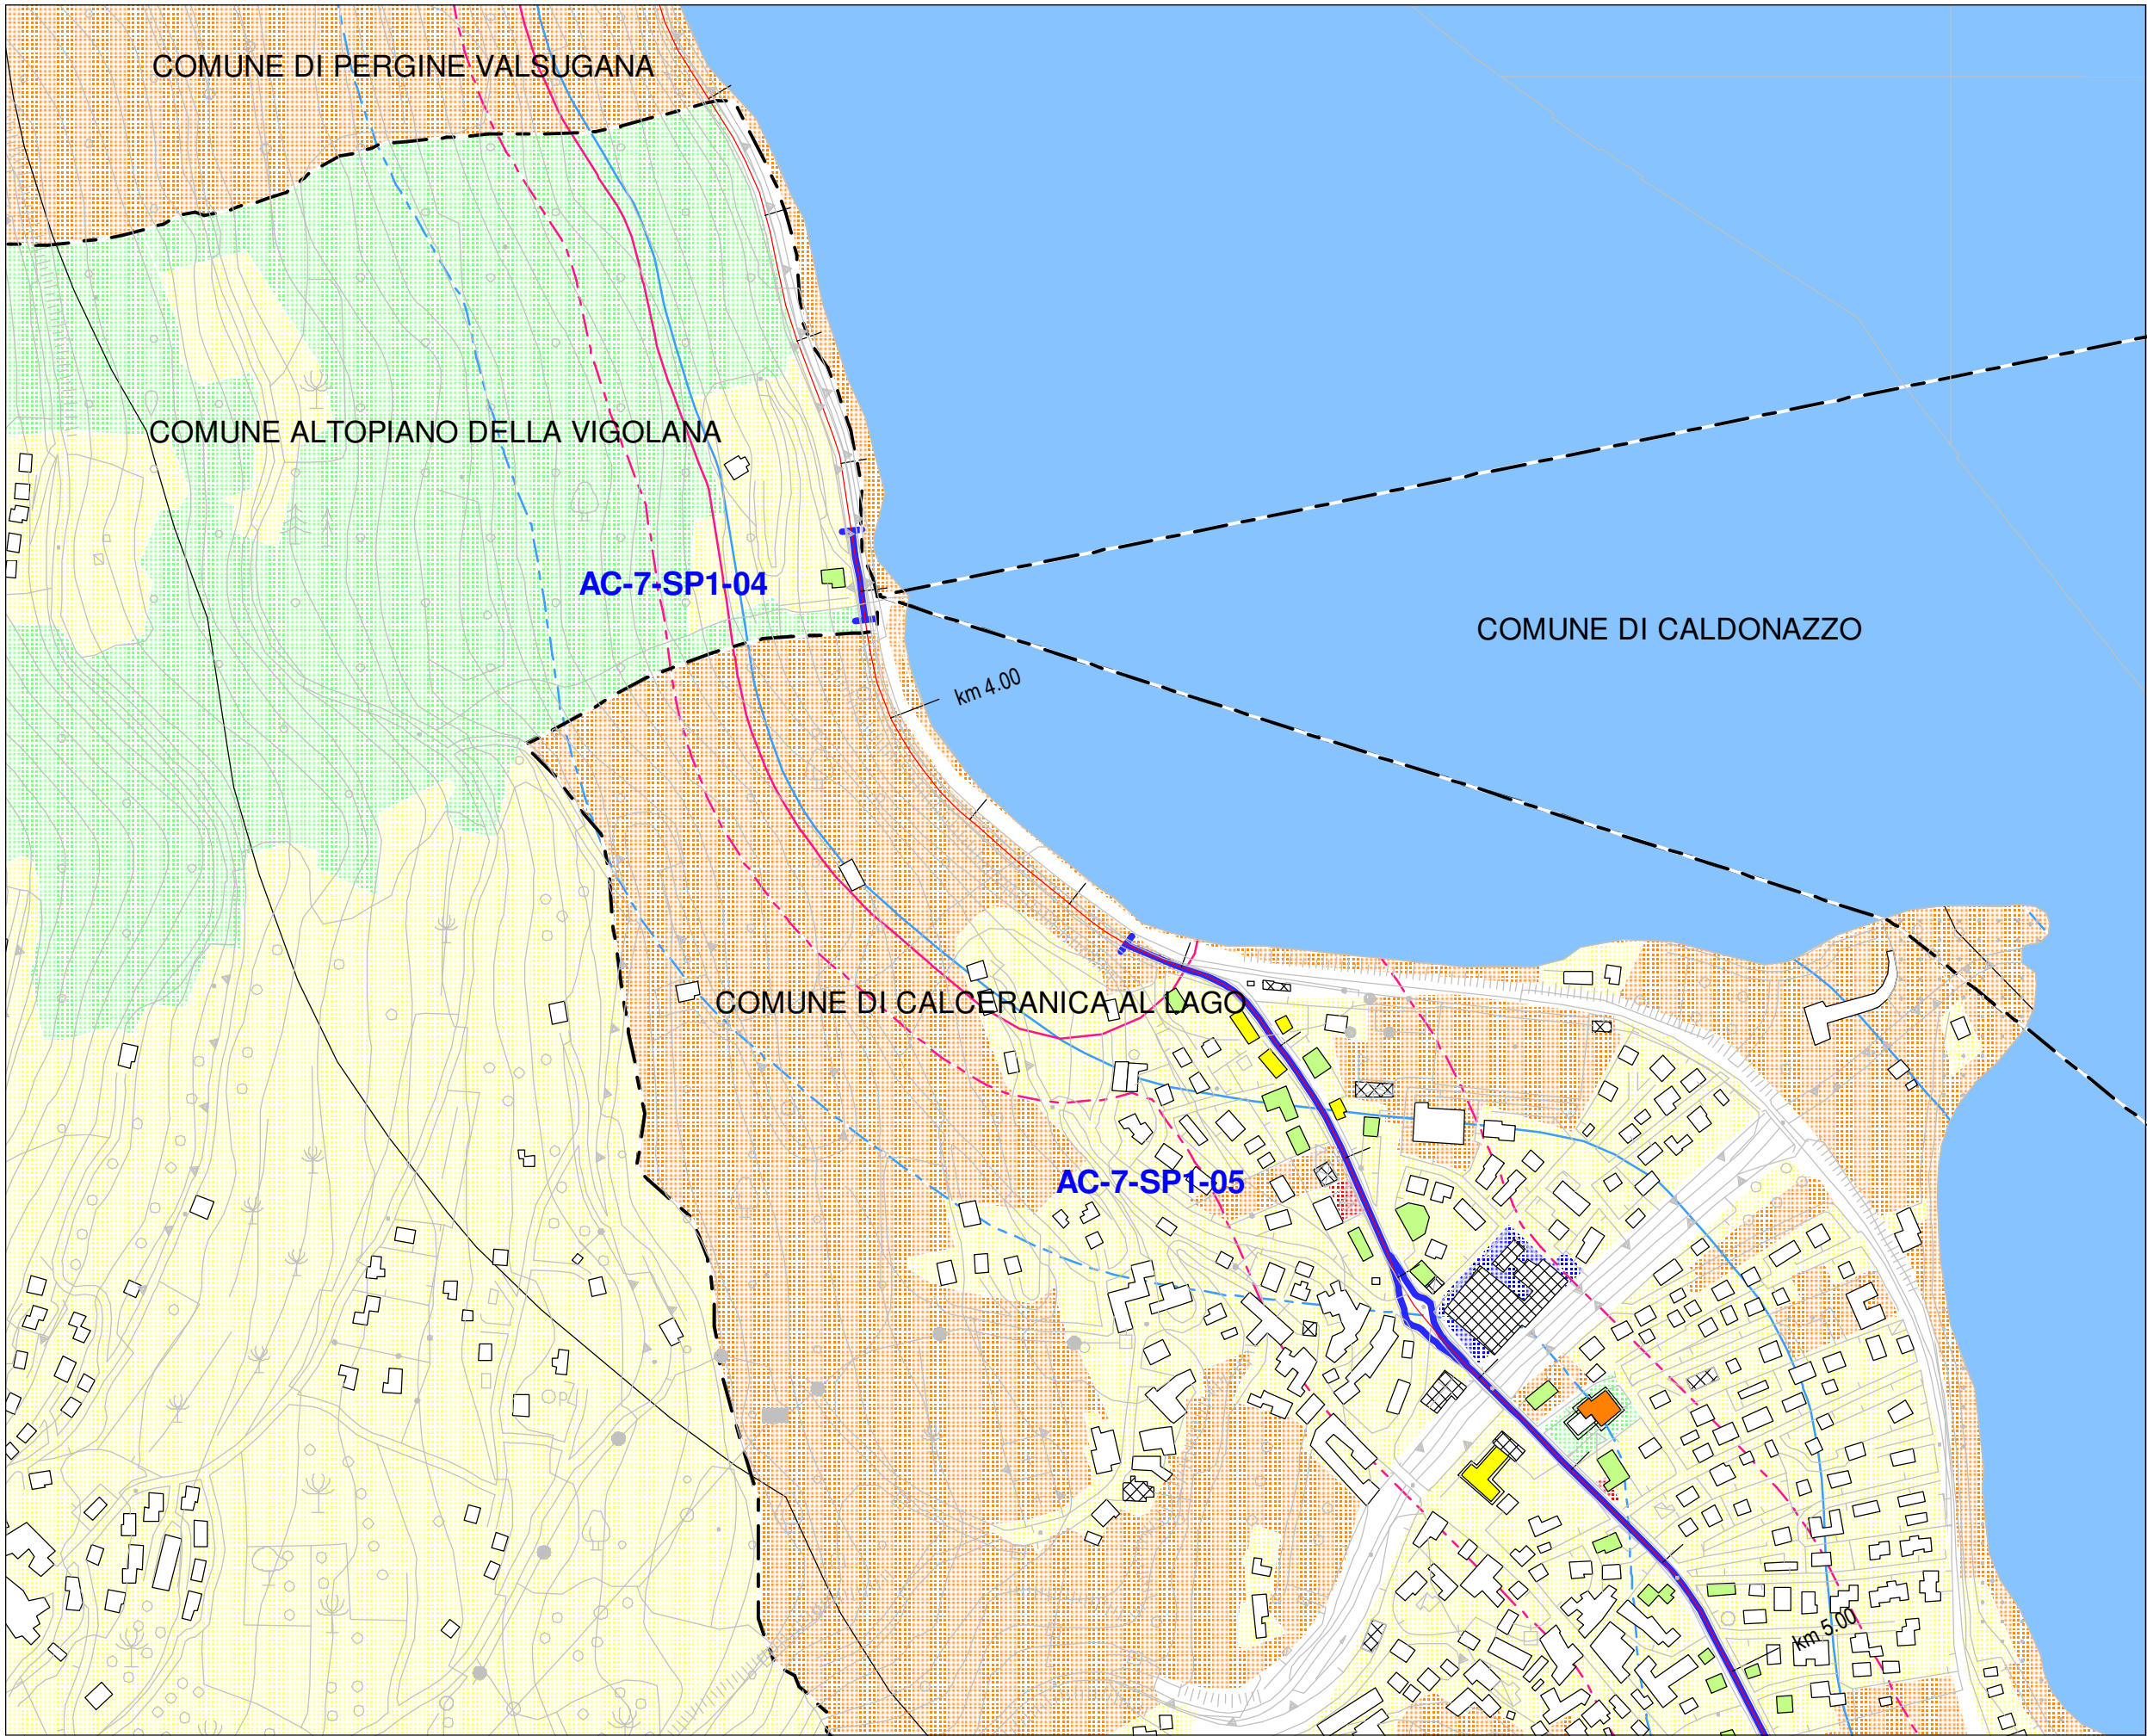 COMUNE DI PERGINE VALSUGANA
COMUNE ALTOPIANO DELLA VIGOLANA
AC-7-SP1-04
COMUNE DI CALDONAZZO
km 4.00
COMUNE DI CALCERANICA AL LAGO
AC-7-SP1-05
km 5.00